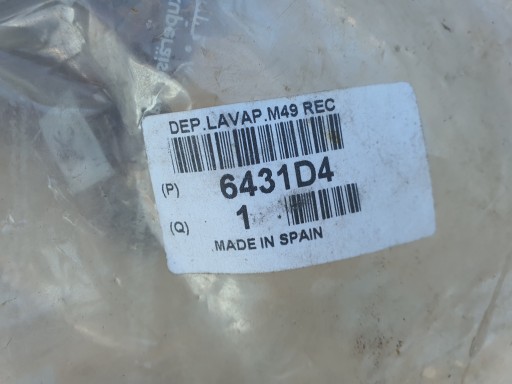 DEP.LAVAP.M49 REC
(P) 6431D4
(Q) 1
MADE IN SPAIN